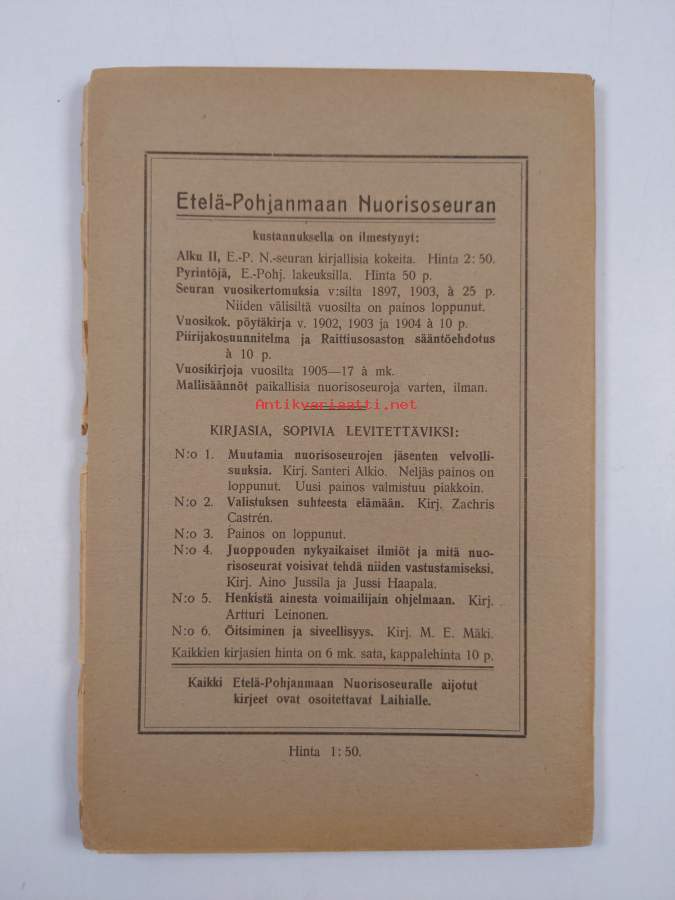 Etelä-Pohjanmaan Nuorisoseuran
kustannuksella on ilmestynyt:
Alku II, E.-P. N.-seuran kirjallisia kokeita. Hinta 2: 50.
Pyrintöjä, E.-Pohj. lakeuksilla. Hinta 50 p.
Seuran vuosikertomuksia v:silta 1897, 1903, à 25 p.
Niiden välisiltä vuosilta on painos loppunut.
Vuosikok. pöytäkirja v. 1902, 1903 ja 1904 à 10 p.
Piirijakosuunnitelma ja Raittiusosaston sääntöehdotus
à 10 p.
Vuosikirjoja vuosilta 1905—17 à mk.
Mallisäännöt paikallisia nuorisoseuroja varten, ilman.
Antikvariaatti.net
KIRJASIA, SOPIVIA LEVITETTÄVIKSI:
N:o 1. Muutamia nuorisoseurojen jäsenten velvolli-
suuksia. Kirj. Santeri Alkio. Neljäs painos on
loppunut. Uusi painos valmistuu piakkoin.
N:o 2. Valistuksen suhteesta elämään. Kirj. Zachris
Castrén.
N:o 3. Painos on loppunut.
N:o 4. Juoppouden nykyaikaiset ilmiöt ja mitä nuo-
risoseurat voisivat tehdä niiden vastustamiseksi.
Kirj. Aino Jussila ja Jussi Haapala.
N:o 5. Henkistä ainesta voimailijain ohjelmaan. Kirj.
Artturi Leinonen.
N:o 6. Öitsiminen ja siveellisyys. Kirj. M. E. Mäki.
Kaikkien kirjasien hinta on 6 mk. sata, kappalehinta 10 p.
Kaikki Etelä-Pohjanmaan Nuorisoseuralle aijotut
kirjeet ovat osoitettavat Laihialle.
Hinta 1: 50.